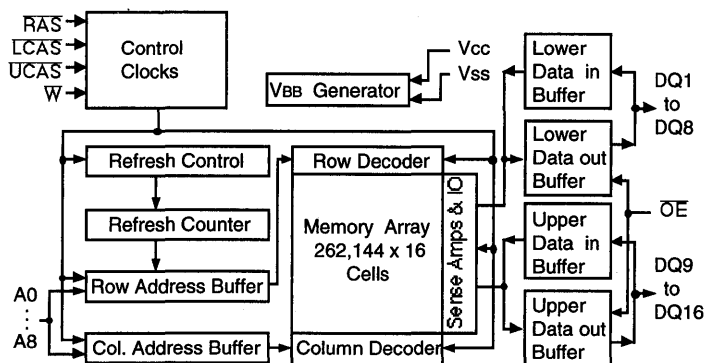 RAS
LCAS
UCAS
W
Control
Clocks
Vcc
Vss
VBB Generator
Lower
Data in
Buffer
DQ1
to
DQ8
Lower
Data out
Buffer
OE
Refresh Control
Row Decoder
Refresh Counter
Memory Array
262,144 x 16
Cells
Sense Amps & IO
Upper
Data in
Buffer
DQ9
to
DQ16
Row Address Buffer
A0
A8
Col. Address Buffer
Column Decoder
Upper
Data out
Buffer